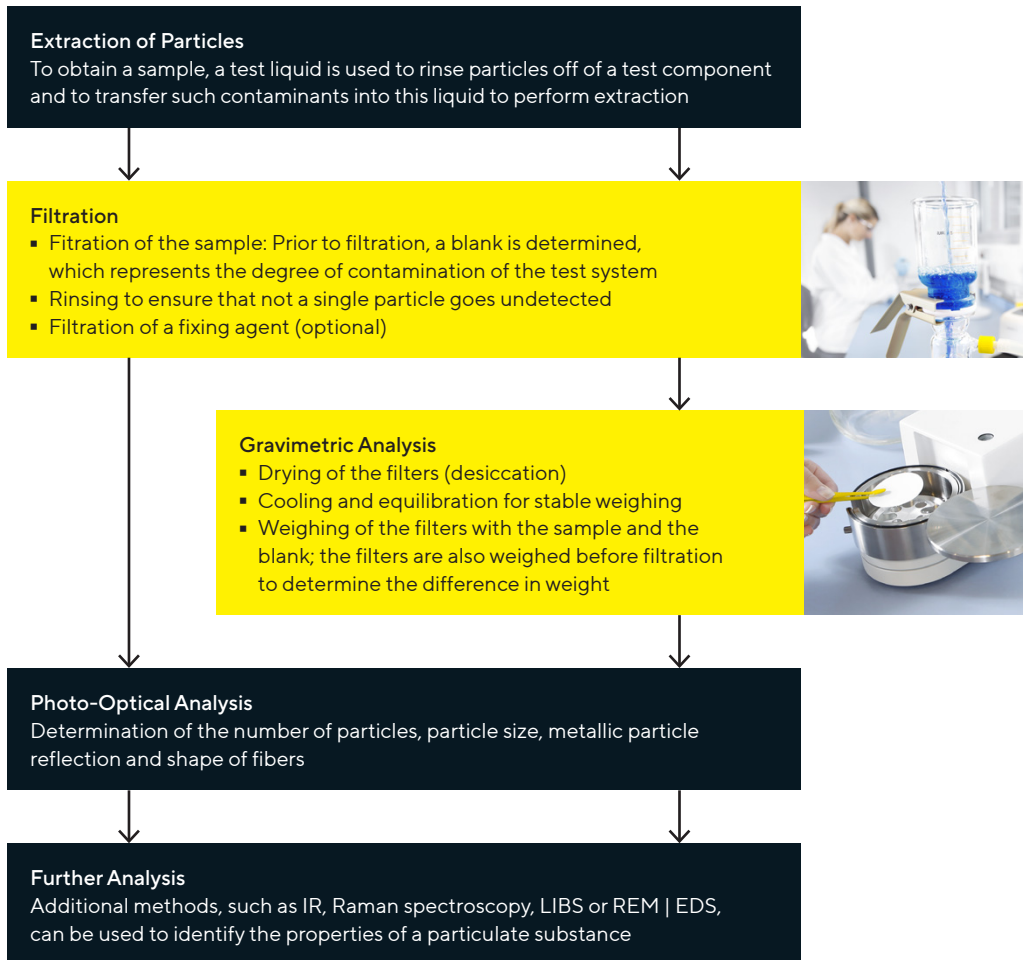 Extraction of Particles
To obtain a sample, a test liquid is used to rinse particles off of a test component
and to transfer such contaminants into this liquid to perform extraction
Filtration
▪ Fitration of the sample: Prior to filtration, a blank is determined,
which represents the degree of contamination of the test system
▪ Rinsing to ensure that not a single particle goes undetected
▪ Filtration of a fixing agent (optional)
Gravimetric Analysis
▪ Drying of the filters (desiccation)
▪ Cooling and equilibration for stable weighing
▪ Weighing of the filters with the sample and the
blank; the filters are also weighed before filtration
to determine the difference in weight
Photo-Optical Analysis
Determination of the number of particles, particle size, metallic particle
reflection and shape of fibers
Further Analysis
Additional methods, such as IR, Raman spectroscopy, LIBS or REM | EDS,
can be used to identify the properties of a particulate substance